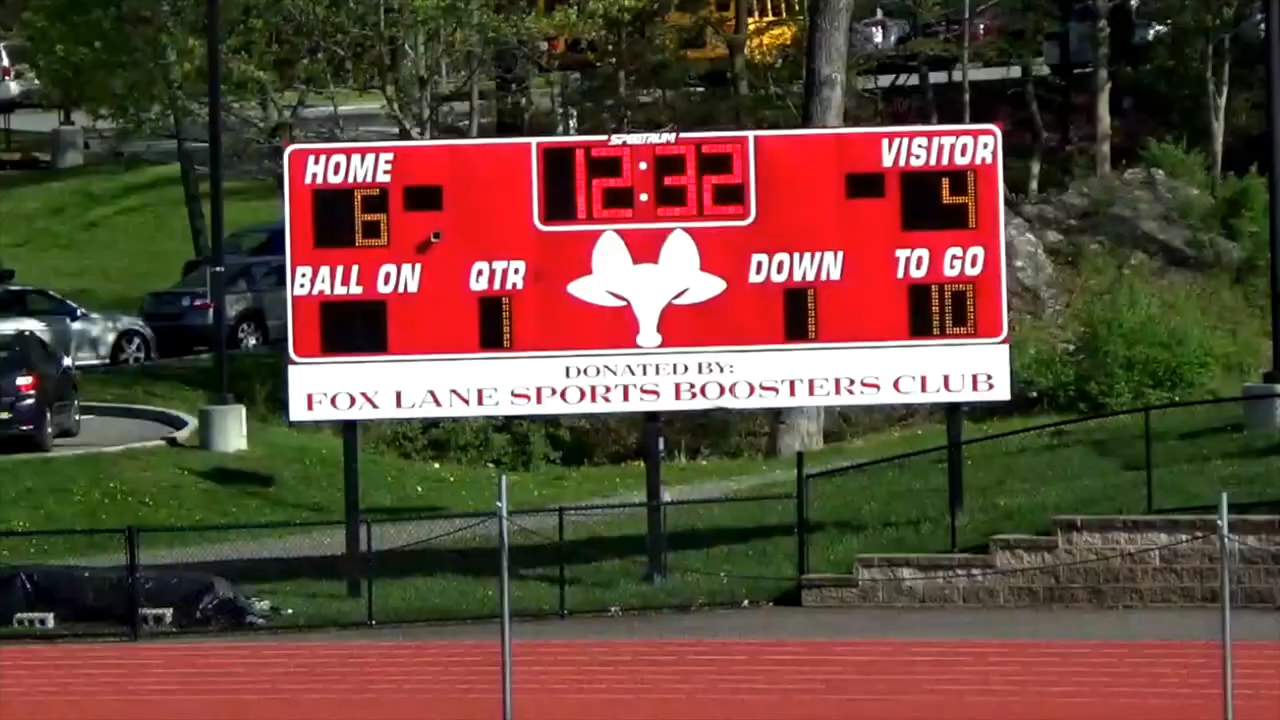 SPECTRUM
HOME 12:32 VISITOR
6 4
BALL ON QTR DOWN TO GO
1 1 10
DONATED BY:
FOX LANE SPORTS BOOSTERS CLUB